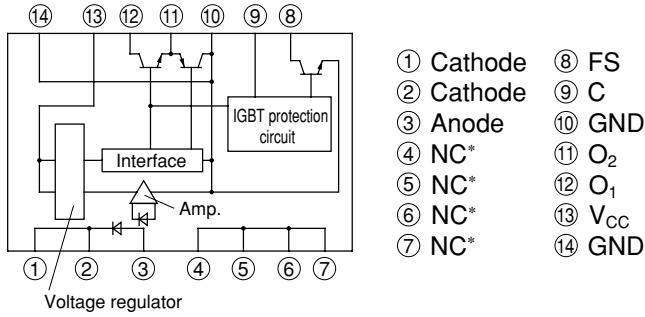 ⑭ ⑬ ⑫ ⑪ ⑩ ⑨ ⑧
IGBT protection
circuit
Interface
Amp.
① ② ③ ④ ⑤ ⑥ ⑦
Voltage regulator
① Cathode
② Cathode
③ Anode
④ NC*
⑤ NC*
⑥ NC*
⑦ NC*
⑧ FS
⑨ C
⑩ GND
⑪ O₂
⑫ O₁
⑬ V_CC
⑭ GND